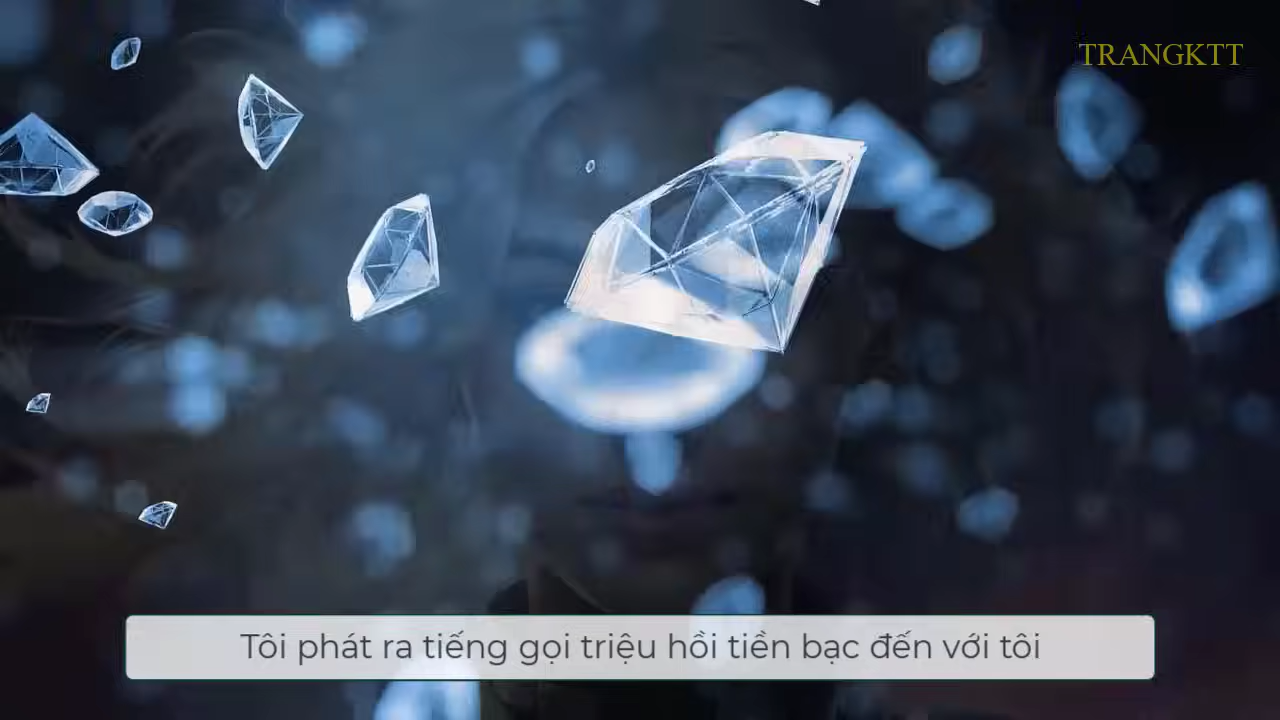 TRANGKTT
Tôi phát ra tiếng gọi triệu hồi tiền bạc đến với tôi